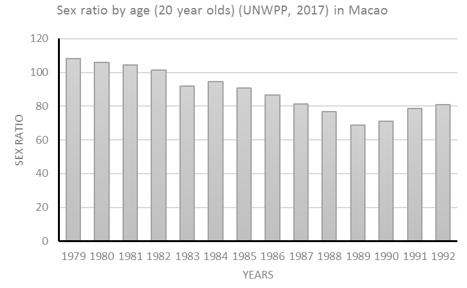 Sex ratio by age (20 year olds) (UNWPP, 2017) in Macao
120
100
80
60
40
20
0
SEX RATIO
1979 1980 1981 1982 1983 1984 1985 1986 1987 1988 1989 1990 1991 1992
YEARS